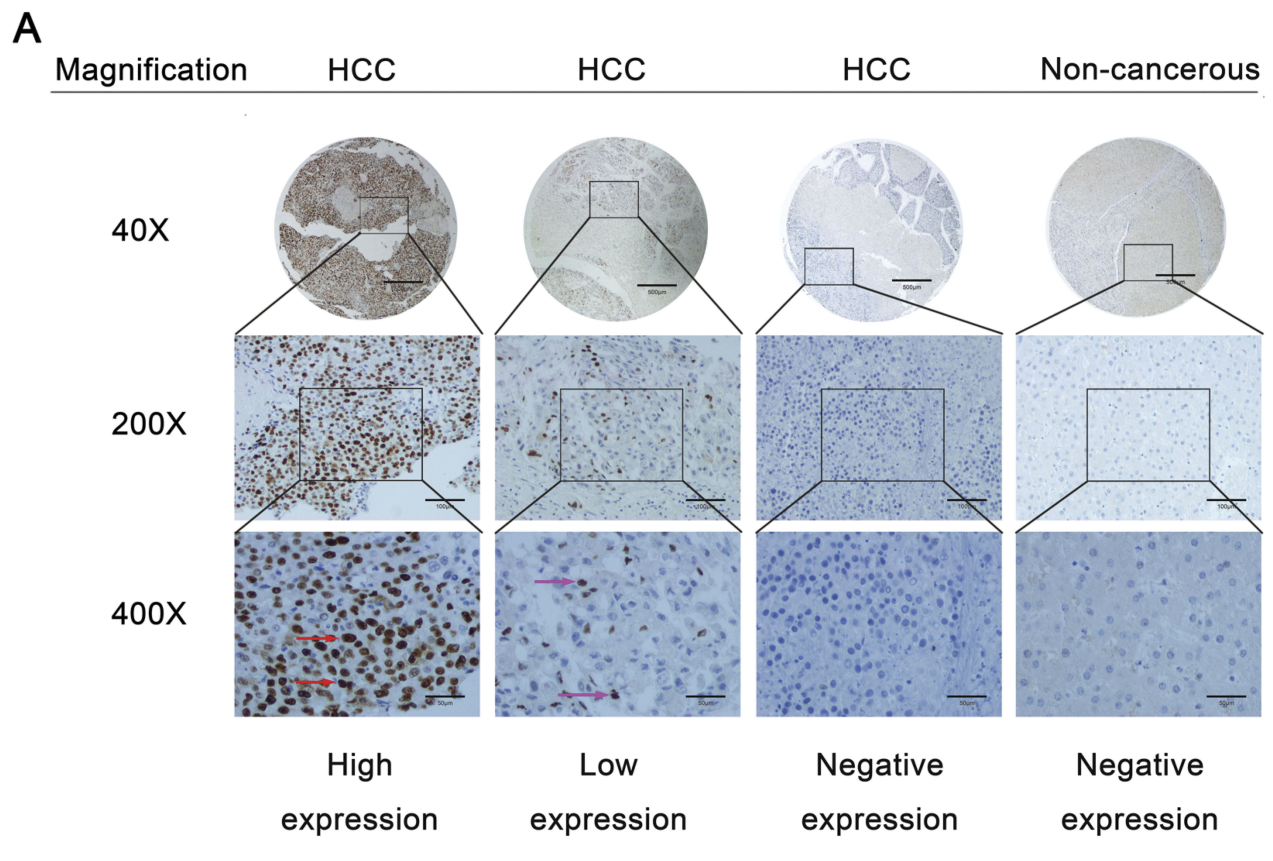 A
Magnification HCC HCC HCC Non-cancerous
40X
500μm 500μm 500μm
200X
100μm 100μm 100μm 100μm
400X
50μm 50μm 50μm 50μm
High Low Negative Negative
expression expression expression expression